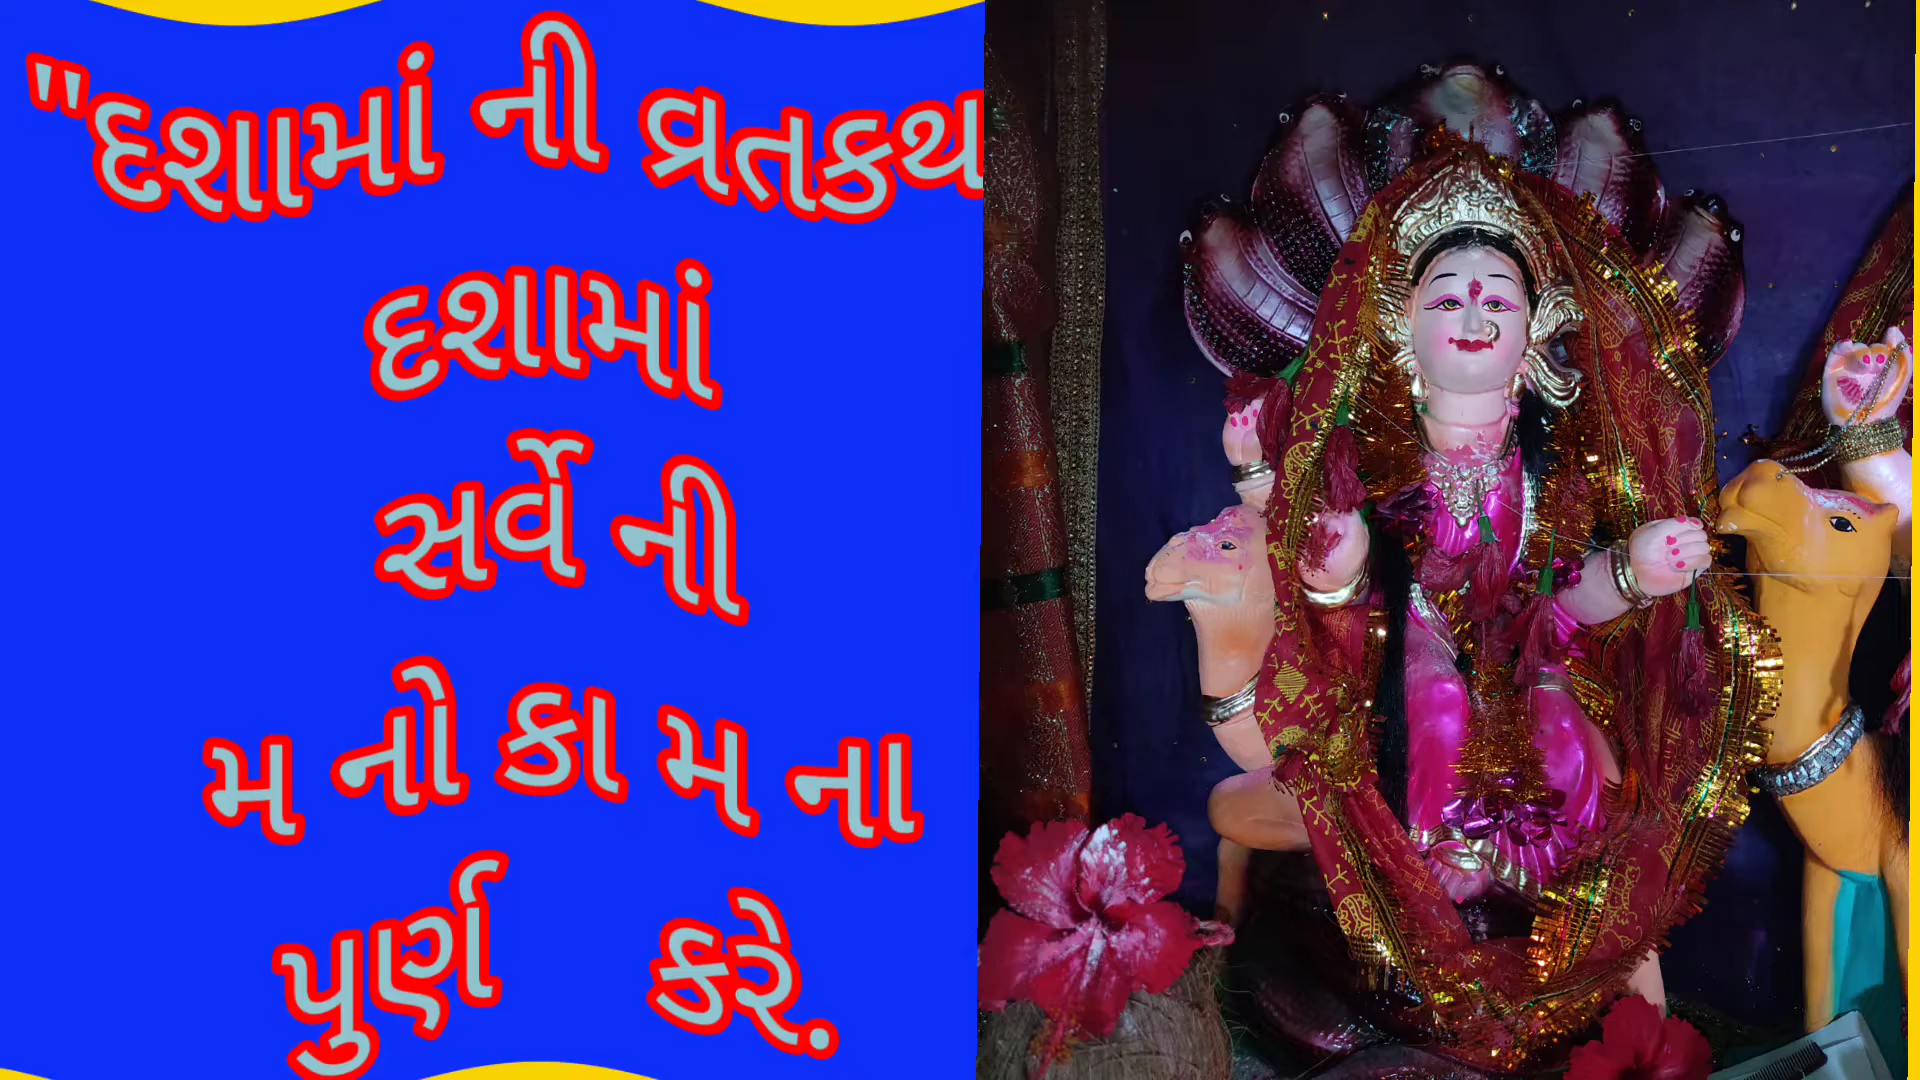 "દશામાં ની વ્રતકથ
દશામાં
સર્વે ની
મ નો કા મ ના
પુર્ણ કરે.